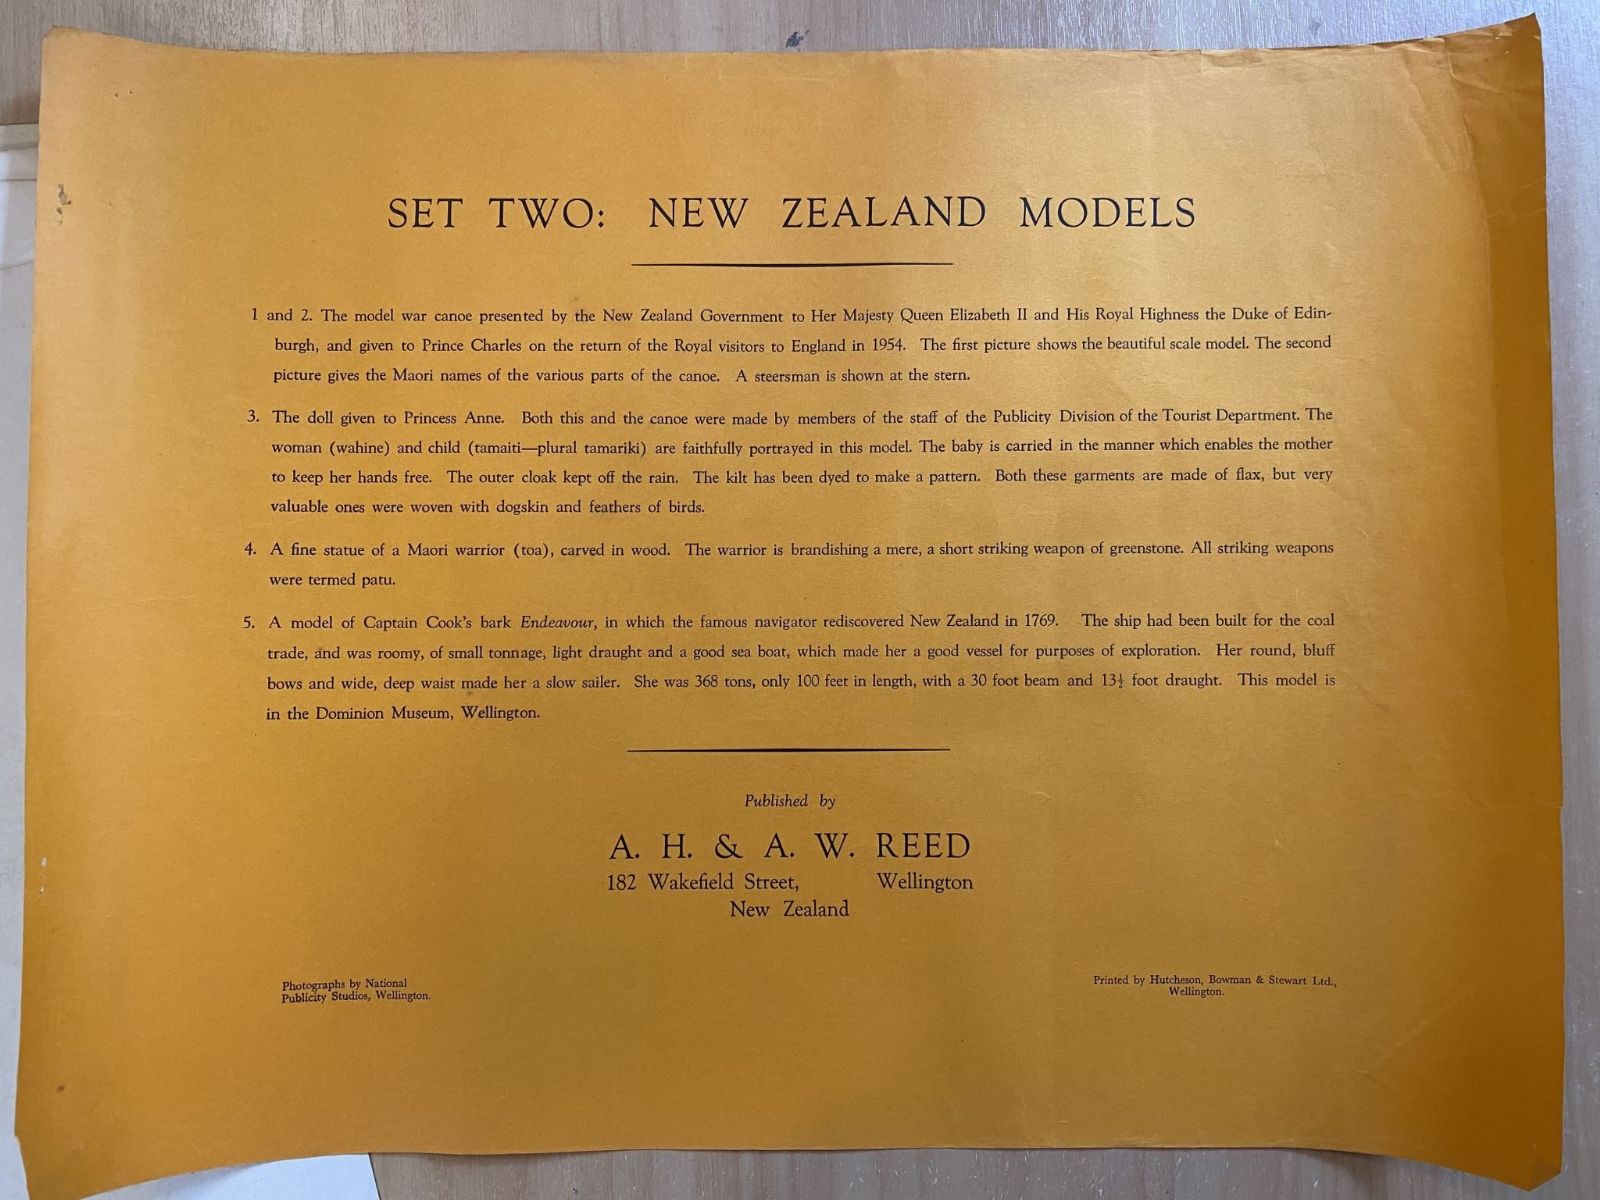 SET TWO: NEW ZEALAND MODELS
1 and 2. The model war canoe presented by the New Zealand Government to Her Majesty Queen Elizabeth II and His Royal Highness the Duke of Edin-
burgh, and given to Prince Charles on the return of the Royal visitors to England in 1954. The first picture shows the beautiful scale model. The second
picture gives the Maori names of the various parts of the canoe. A steersman is shown at the stern.
3. The doll given to Princess Anne. Both this and the canoe were made by members of the staff of the Publicity Division of the Tourist Department. The
woman (wahine) and child (tamaiti—plural tamariki) are faithfully portrayed in this model. The baby is carried in the manner which enables the mother
to keep her hands free. The outer cloak kept off the rain. The kilt has been dyed to make a pattern. Both these garments are made of flax, but very
valuable ones were woven with dogskin and feathers of birds.
4. A fine statue of a Maori warrior (toa), carved in wood. The warrior is brandishing a mere, a short striking weapon of greenstone. All striking weapons
were termed patu.
5. A model of Captain Cook's bark Endeavour, in which the famous navigator rediscovered New Zealand in 1769. The ship had been built for the coal
trade, and was roomy, of small tonnage, light draught and a good sea boat, which made her a good vessel for purposes of exploration. Her round, bluff
bows and wide, deep waist made her a slow sailer. She was 368 tons, only 100 feet in length, with a 30 foot beam and 13½ foot draught. This model is
in the Dominion Museum, Wellington.
Published by
A. H. & A. W. REED
182 Wakefield Street, Wellington
New Zealand
Photographs by National
Publicity Studios, Wellington.
Printed by Hutcheson, Bowman & Stewart Ltd.,
Wellington.